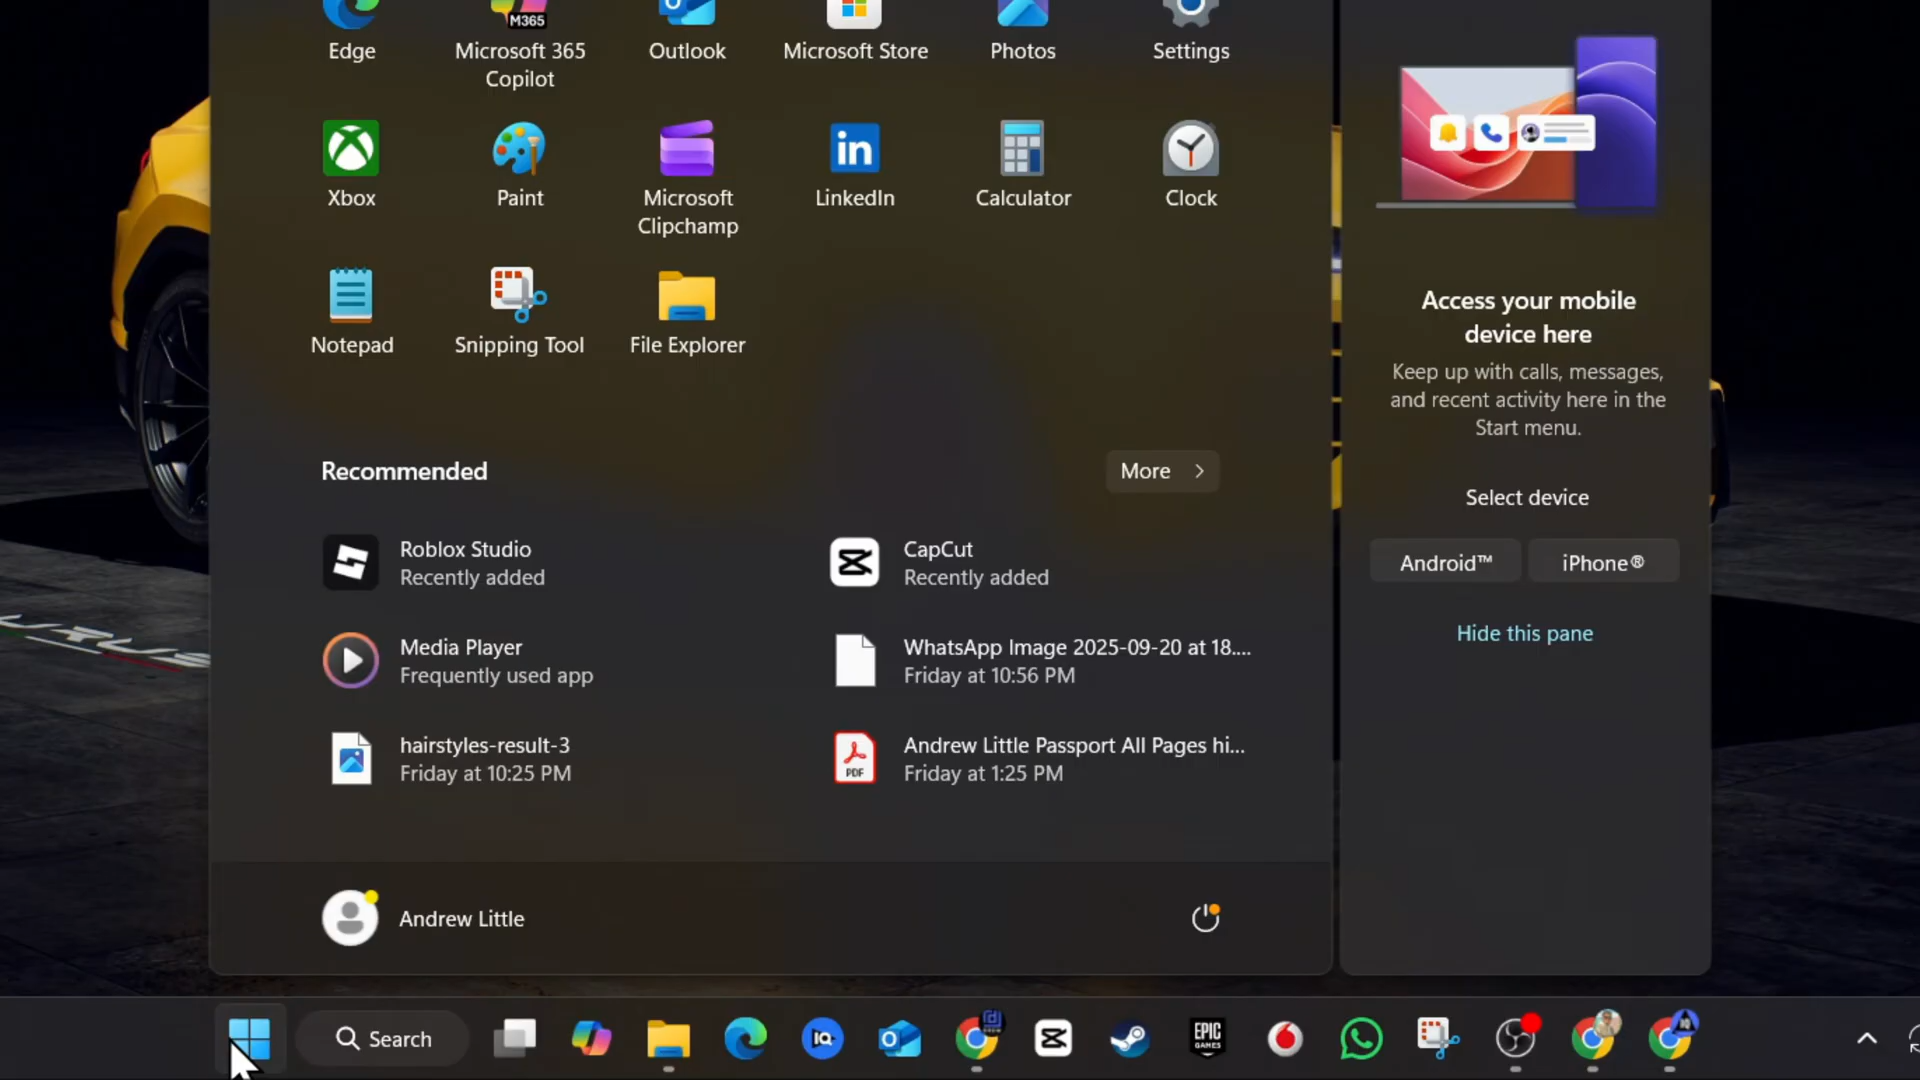 M365
Edge
Microsoft 365
Copilot
Outlook
Microsoft Store
Photos
Settings
Xbox
Paint
Microsoft
Clipchamp
in
LinkedIn
Calculator
Clock
Notepad
Snipping Tool
File Explorer
Recommended
More
Roblox Studio
Recently added
CapCut
Recently added
Media Player
Frequently used app
WhatsApp Image 2025-09-20 at 18....
Friday at 10:56 PM
hairstyles-result-3
Friday at 10:25 PM
PDF
Andrew Little Passport All Pages hi...
Friday at 1:25 PM
Andrew Little
Access your mobile
device here
Keep up with calls, messages,
and recent activity here in the
Start menu.
Select device
Android™
iPhone®
Hide this pane
Search
IQ
EPIC
GAMES